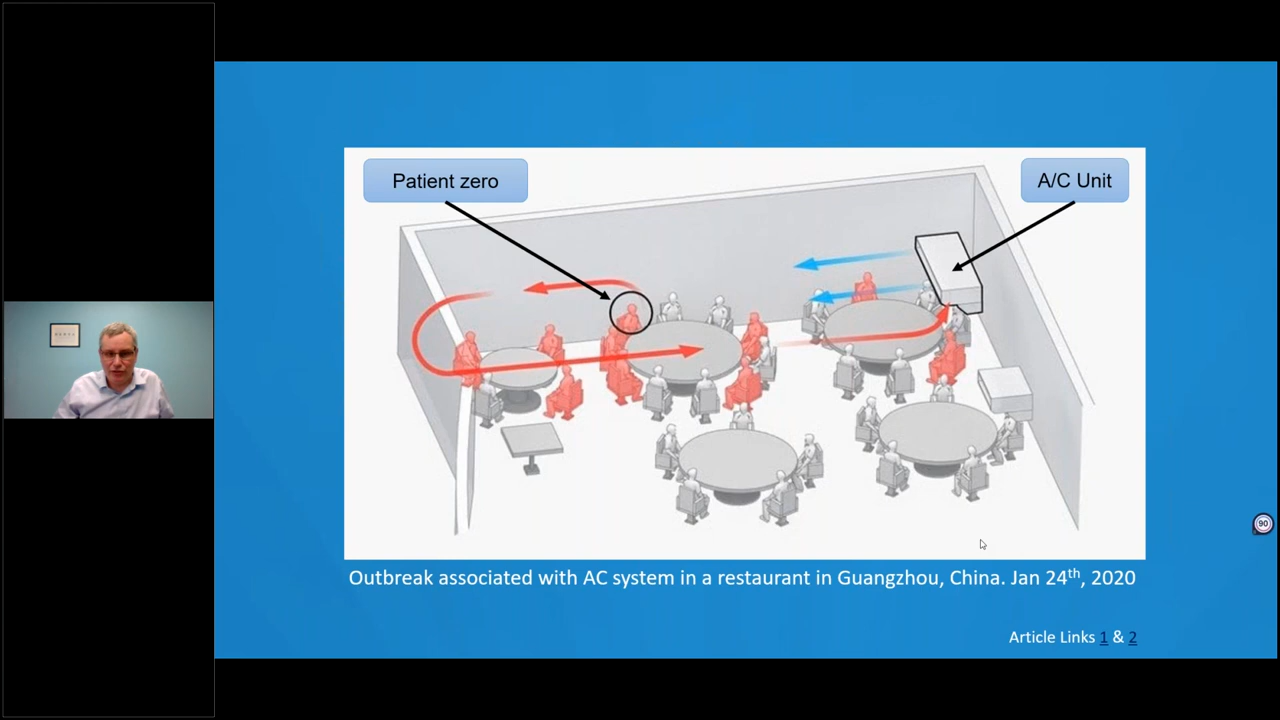 Patient zero
A/C Unit
90
Outbreak associated with AC system in a restaurant in Guangzhou, China. Jan 24th, 2020
Article Links 1 & 2